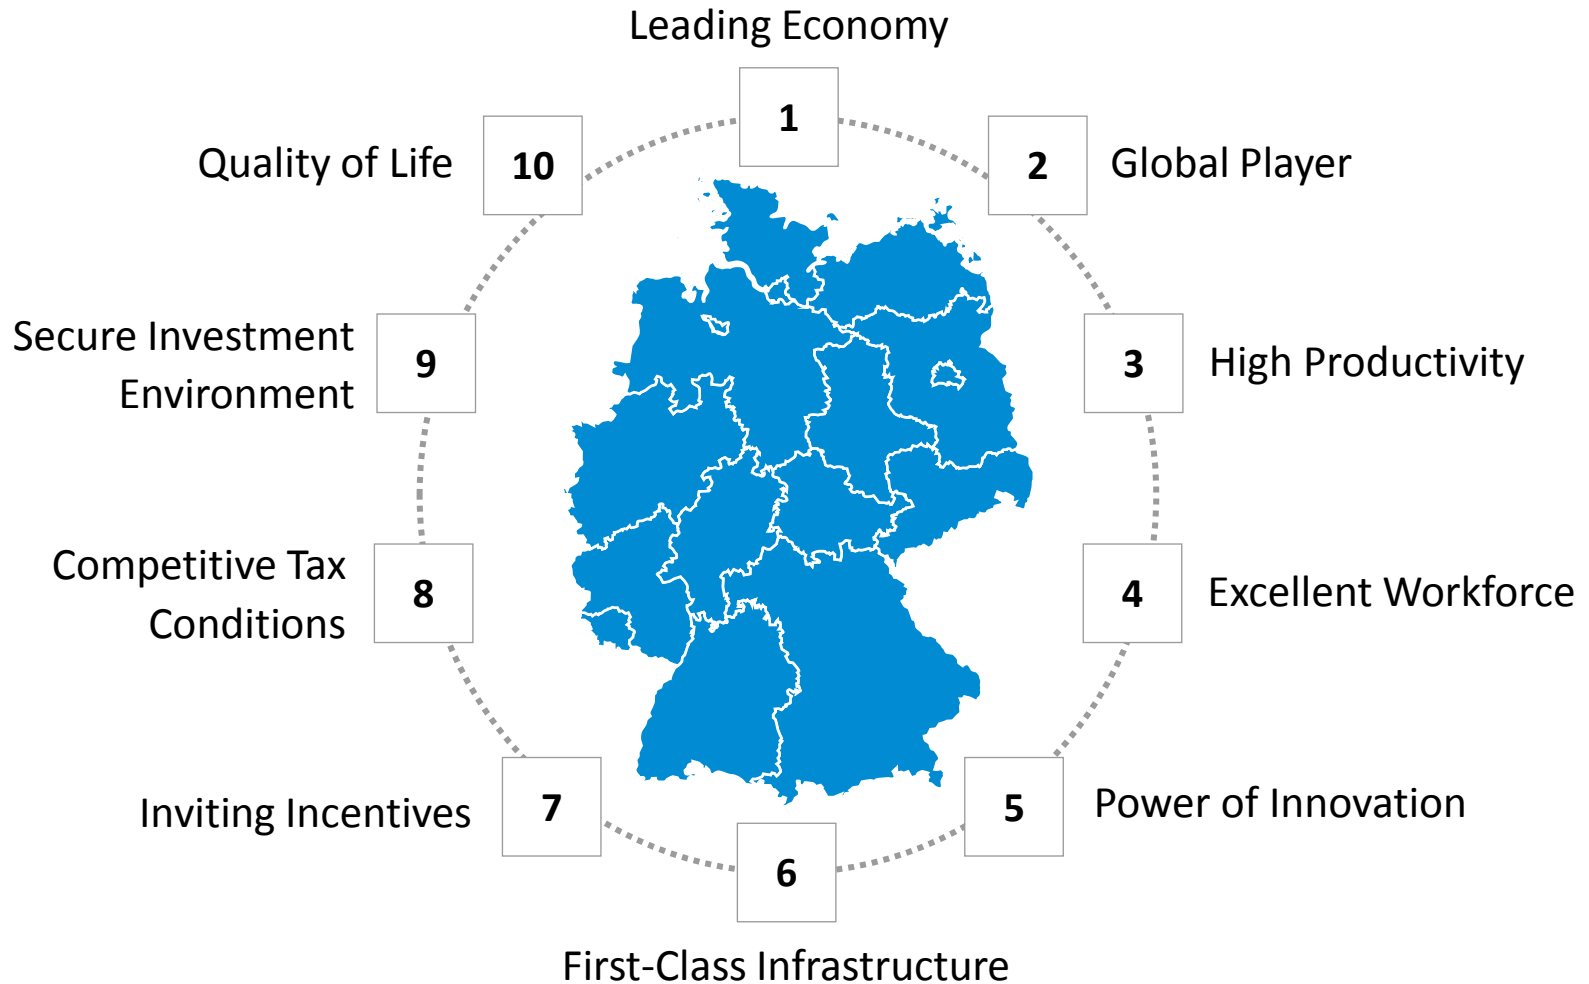 Leading Economy
1
2
Global Player
3
High Productivity
4
Excellent Workforce
5
Power of Innovation
6
First-Class Infrastructure
7
Inviting Incentives
8
Competitive Tax
Conditions
9
Secure Investment
Environment
10
Quality of Life